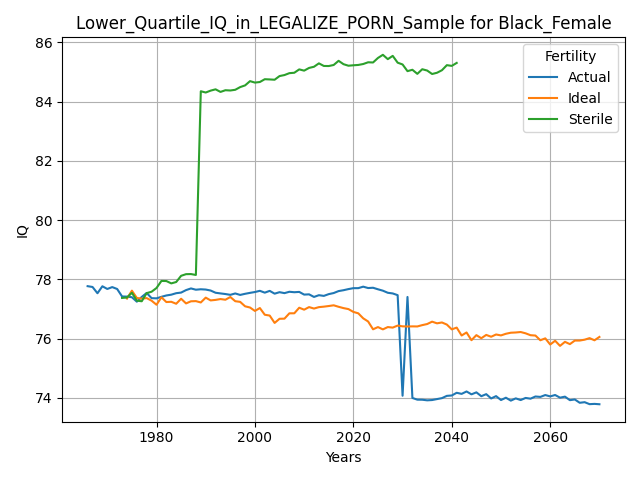 Lower_Quartile_IQ_in_LEGALIZE_PORN_Sample for Black_Female
86
84
82
80
78
76
74
IQ
Fertility
Actual
Ideal
Sterile
1980
2000
2020
2040
2060
Years